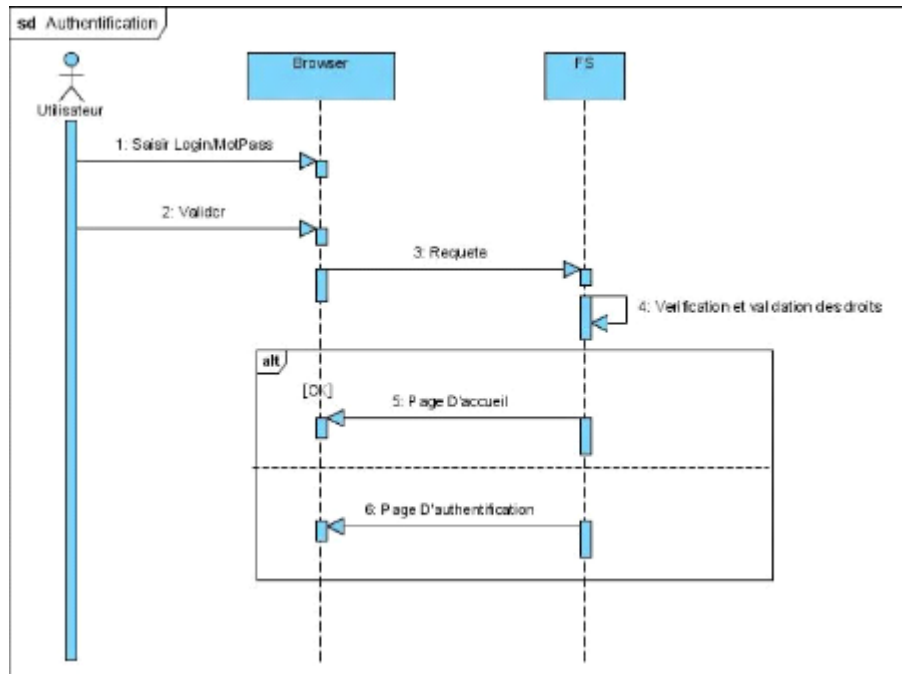 sd Authentification
Browser
FS
Utilisateur
1: Saisir Login/MotPass
2: Valider
3: Requete
4: Verification et validation des droits
alt
[OK]
5: Page D'accueil
6: Page D'authentification